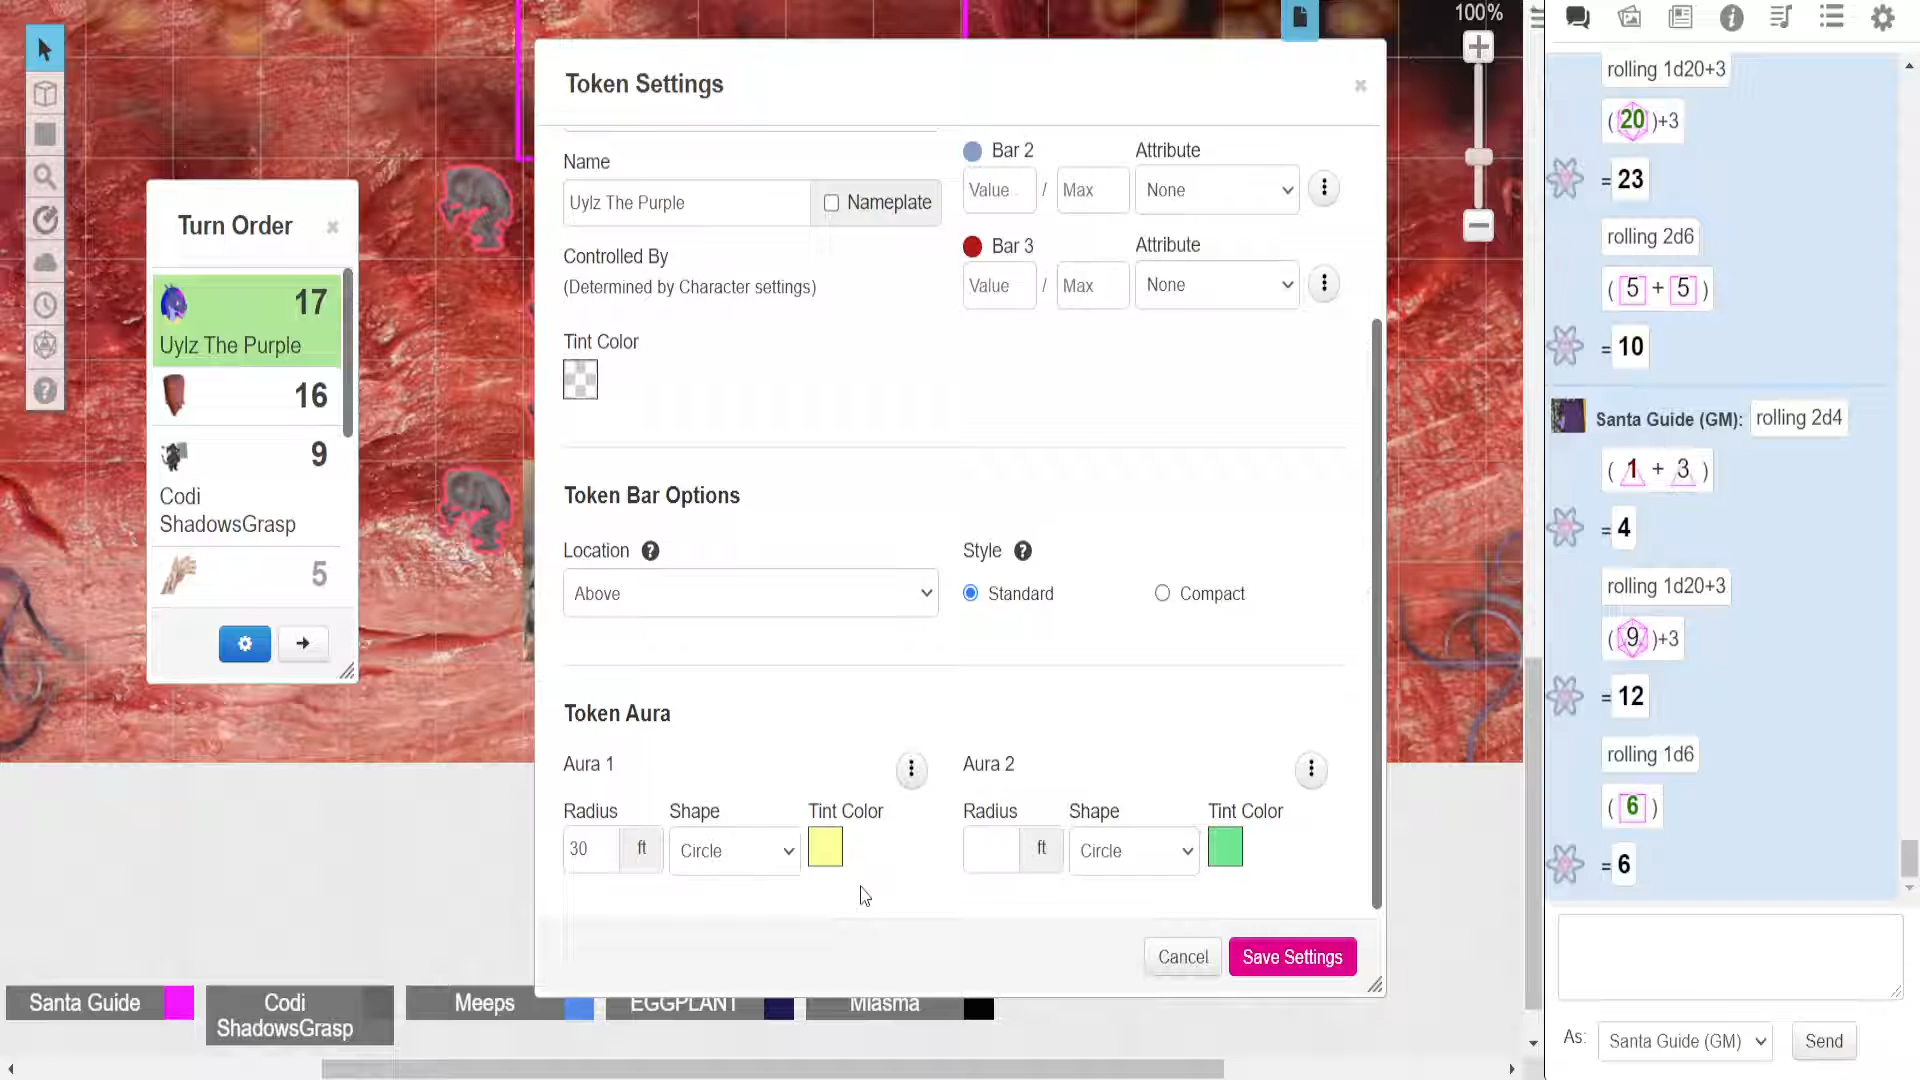 100%
Turn Order
17
Uylz The Purple
16
9
Codi
ShadowsGrasp
5
Token Settings
Name
Uylz The Purple
Nameplate
Controlled By
(Determined by Character settings)
Tint Color
Bar 2
Attribute
Value / Max
None
Bar 3
Attribute
Value / Max
None
Token Bar Options
Location ?
Above
Style ?
Standard
Compact
Token Aura
Aura 1
Radius Shape Tint Color
30 ft Circle
Aura 2
Radius Shape Tint Color
ft Circle
Cancel
Save Settings
Santa Guide
Codi
ShadowsGrasp
Meeps
EGGPLANT
Miasma
rolling 1d20+3
(20)+3
=23
rolling 2d6
(5+5)
=10
Santa Guide (GM): rolling 2d4
(1+3)
=4
rolling 1d20+3
(9)+3
=12
rolling 1d6
(6)
=6
As: Santa Guide (GM) Send